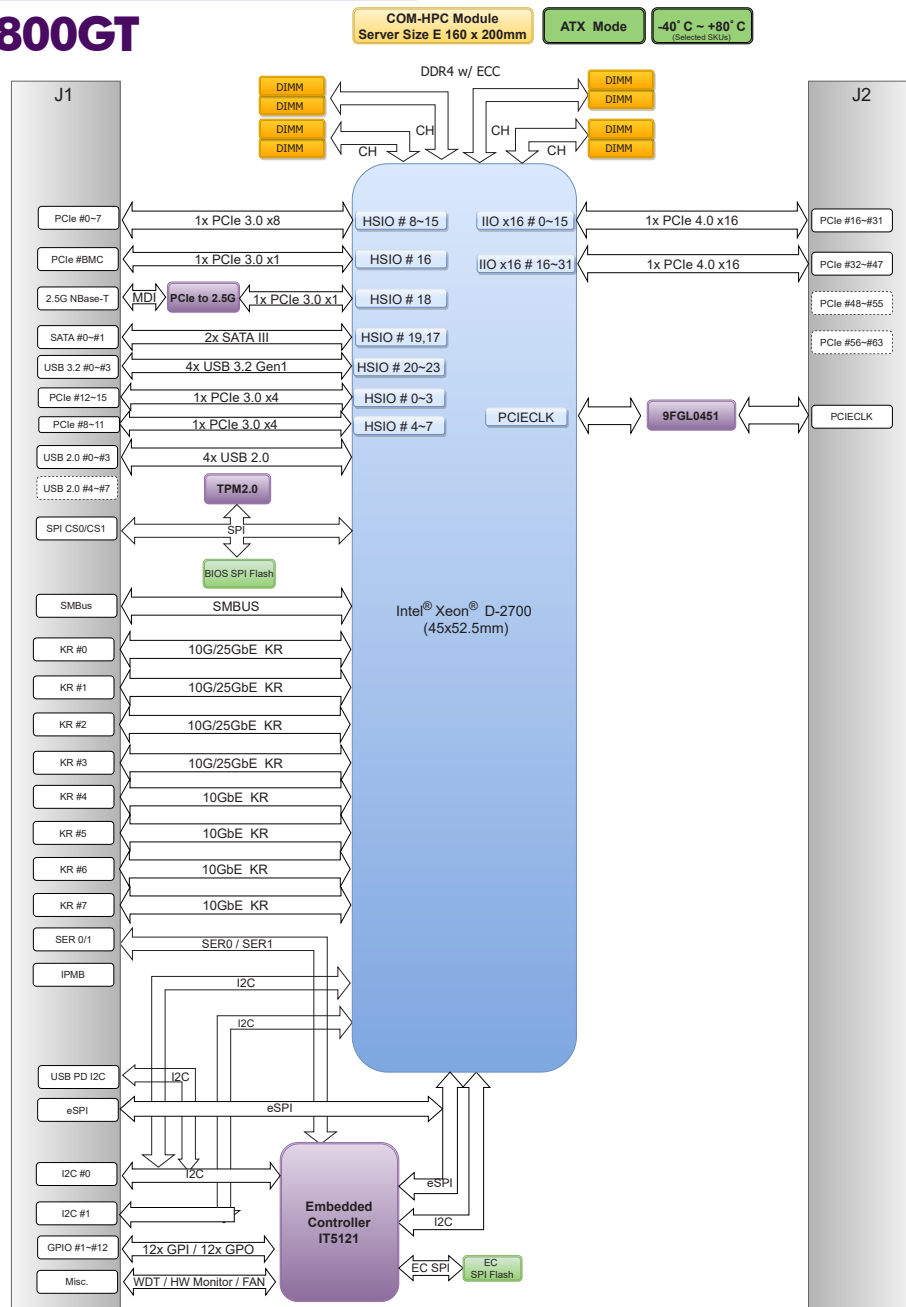 800GT
COM-HPC Module
Server Size E 160 x 200mm
ATX Mode
-40°C ~ +80°C
(Selected SKUs)
J1
J2
DDR4 w/ ECC
DIMM
DIMM
DIMM
DIMM
DIMM
DIMM
DIMM
DIMM
CH
CH
CH
CH
PCIe #0~7
1x PCIe 3.0 x8
HSIO # 8~15
IIO x16 # 0~15
1x PCIe 4.0 x16
PCIe #16~#31
PCIe #BMC
1x PCIe 3.0 x1
HSIO # 16
IIO x16 # 16~31
1x PCIe 4.0 x16
PCIe #32~#47
2.5G NBase-T
MDI
PCIe to 2.5G
1x PCIe 3.0 x1
HSIO # 18
PCIe #48~#55
SATA #0~#1
2x SATA III
HSIO # 19,17
PCIe #56~#63
USB 3.2 #0~#3
4x USB 3.2 Gen1
HSIO # 20~23
PCIe #12~15
1x PCIe 3.0 x4
HSIO # 0~3
PCIe #8~11
1x PCIe 3.0 x4
HSIO # 4~7
PCIECLK
9FGL0451
PCIECLK
USB 2.0 #0~#3
4x USB 2.0
USB 2.0 #4~#7
TPM2.0
SPI CS0/CS1
SPI
BIOS SPI Flash
SMBus
SMBUS
Intel® Xeon® D-2700
(45x52.5mm)
KR #0
10G/25GbE KR
KR #1
10G/25GbE KR
KR #2
10G/25GbE KR
KR #3
10G/25GbE KR
KR #4
10GbE KR
KR #5
10GbE KR
KR #6
10GbE KR
KR #7
10GbE KR
SER 0/1
SER0 / SER1
IPMB
I2C
I2C
USB PD I2C
I2C
eSPI
eSPI
I2C #0
I2C
eSPI
I2C #1
I2C
Embedded
Controller
IT5121
GPIO #1~#12
12x GPI / 12x GPO
EC SPI
EC
SPI Flash
Misc.
WDT / HW Monitor / FAN